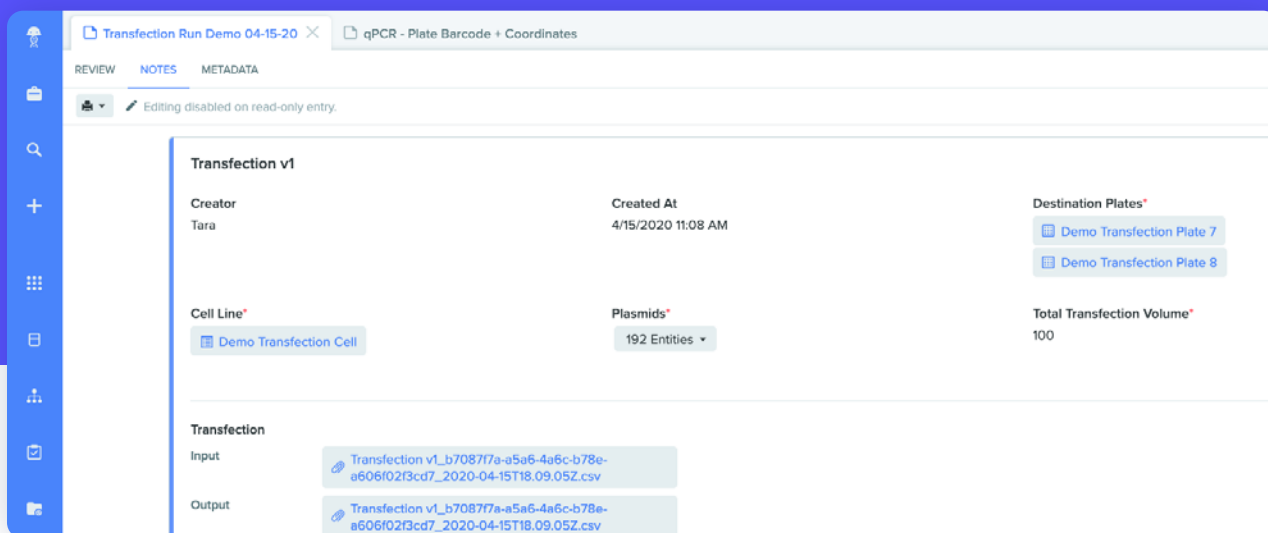 Transfection Run Demo 04-15-20
qPCR - Plate Barcode + Coordinates
REVIEW NOTES METADATA
Editing disabled on read-only entry.
Transfection v1
Creator
Tara
Created At
4/15/2020 11:08 AM
Destination Plates*
Demo Transfection Plate 7
Demo Transfection Plate 8
Cell Line*
Demo Transfection Cell
Plasmids*
192 Entities
Total Transfection Volume*
100
Transfection
Input
Transfection v1_b7087f7a-a5a6-4a6c-b78e-
a606f02f3cd7_2020-04-15T18.09.05Z.csv
Output
Transfection v1_b7087f7a-a5a6-4a6c-b78e-
a606f02f3cd7_2020-04-15T18.09.05Z.csv